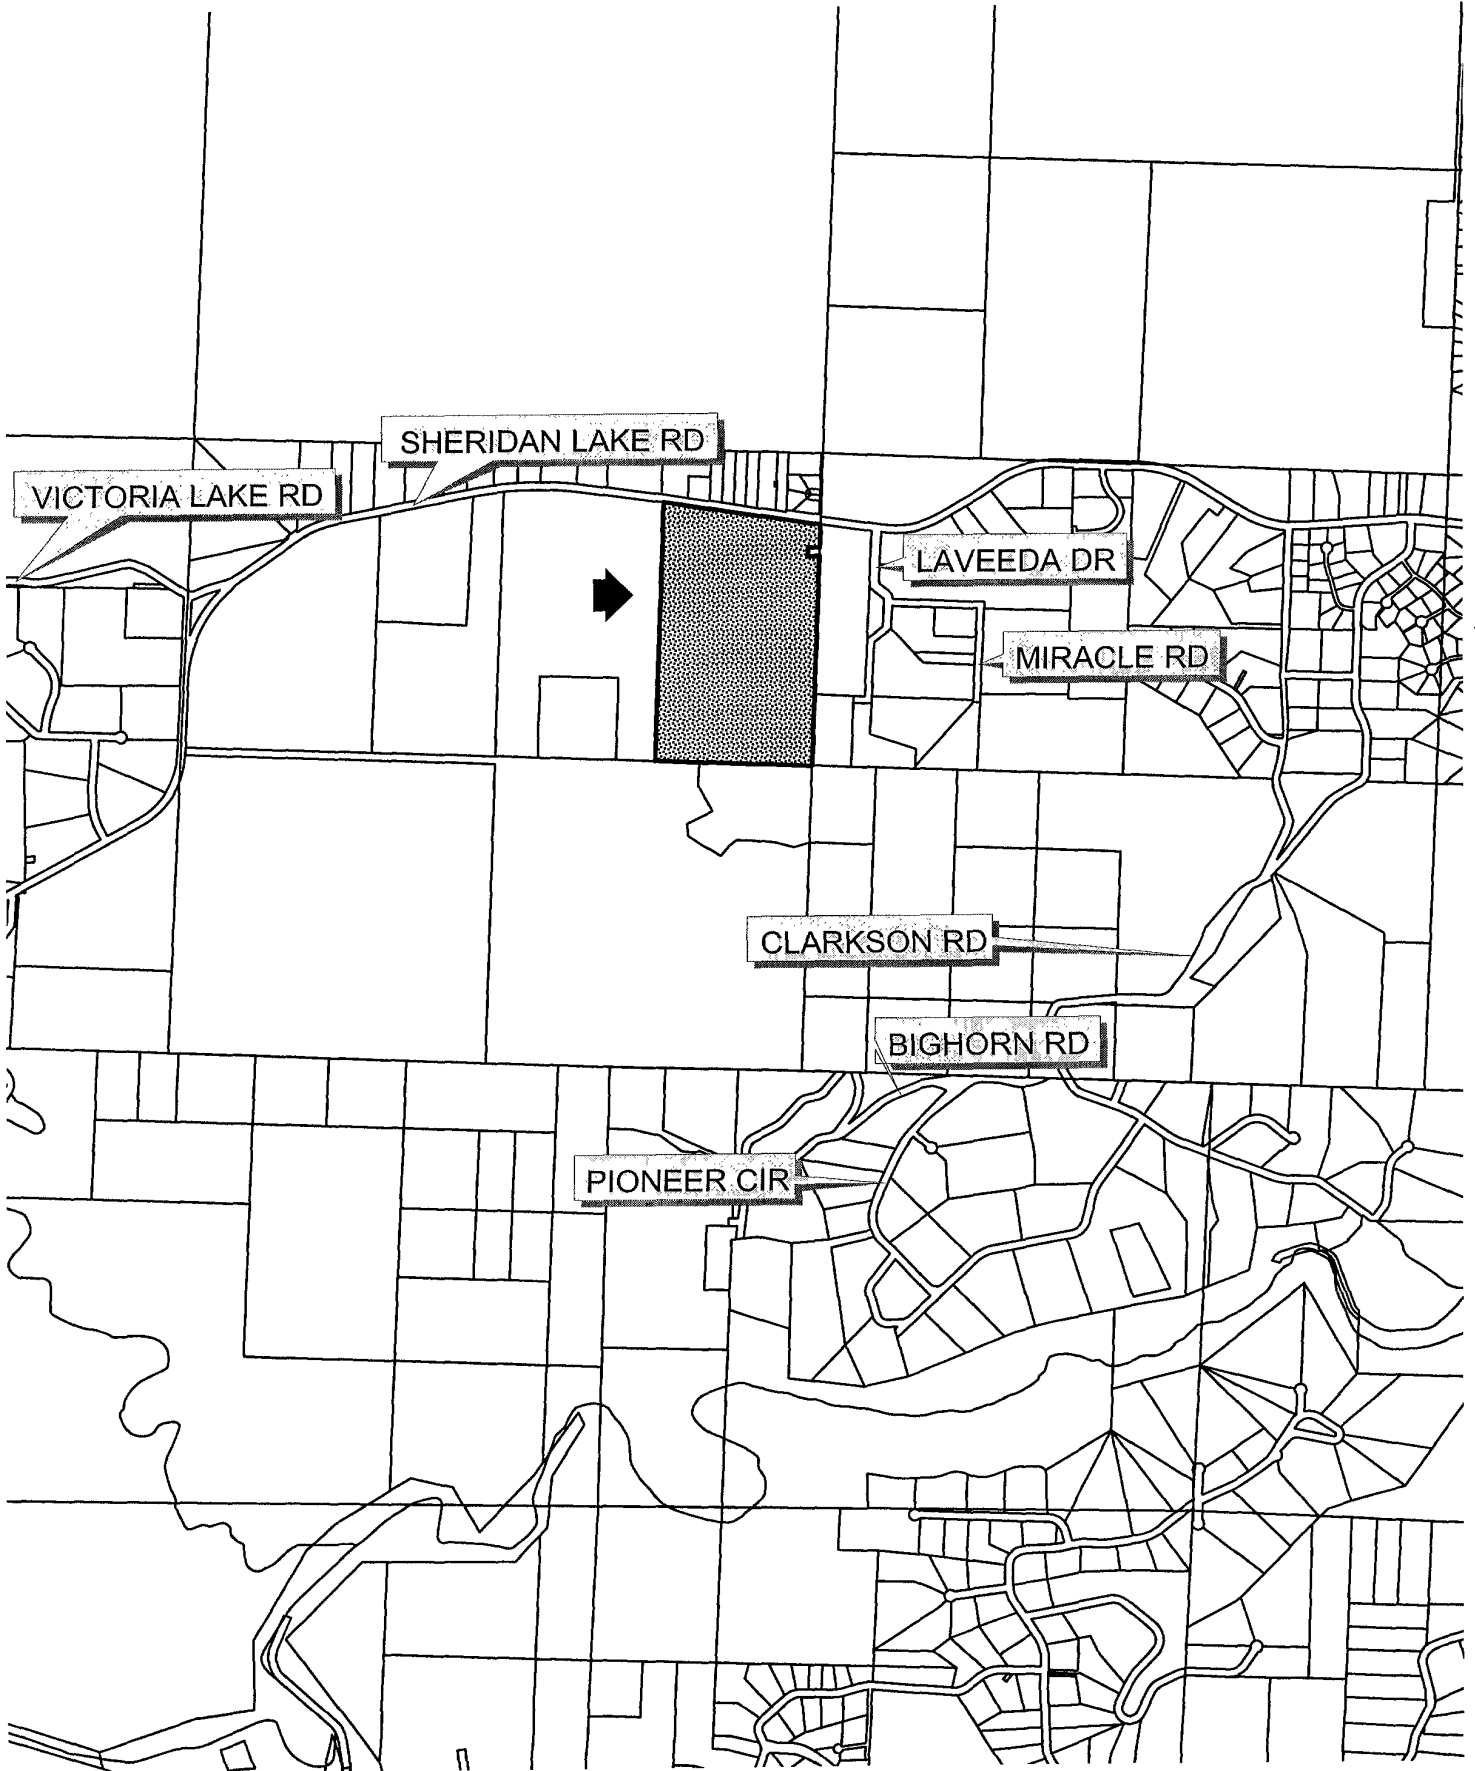 SHERIDAN LAKE RD
VICTORIA LAKE RD
LAVEEDA DR
MIRACLE RD
CLARKSON RD
BIGHORN RD
PIONEER CIR